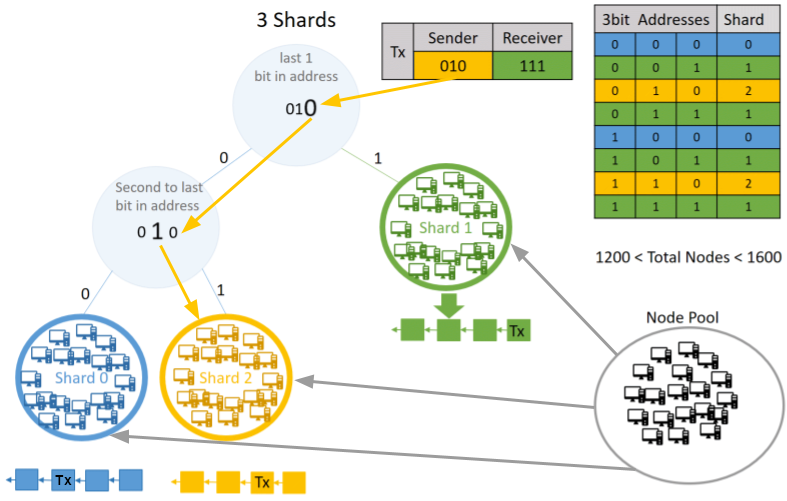 3 Shards
Tx Sender Receiver
010 111
3bit Addresses Shard
0 0 0 0
0 0 1 1
0 1 0 2
0 1 1 1
1 0 0 0
1 0 1 1
1 1 0 2
1 1 1 1
last 1
bit in address
010
0
1
Second to last
bit in address
0 1 0
0
1
Shard 1
1200 < Total Nodes < 1600
Node Pool
Tx
Shard 0
Shard 2
Tx
Tx